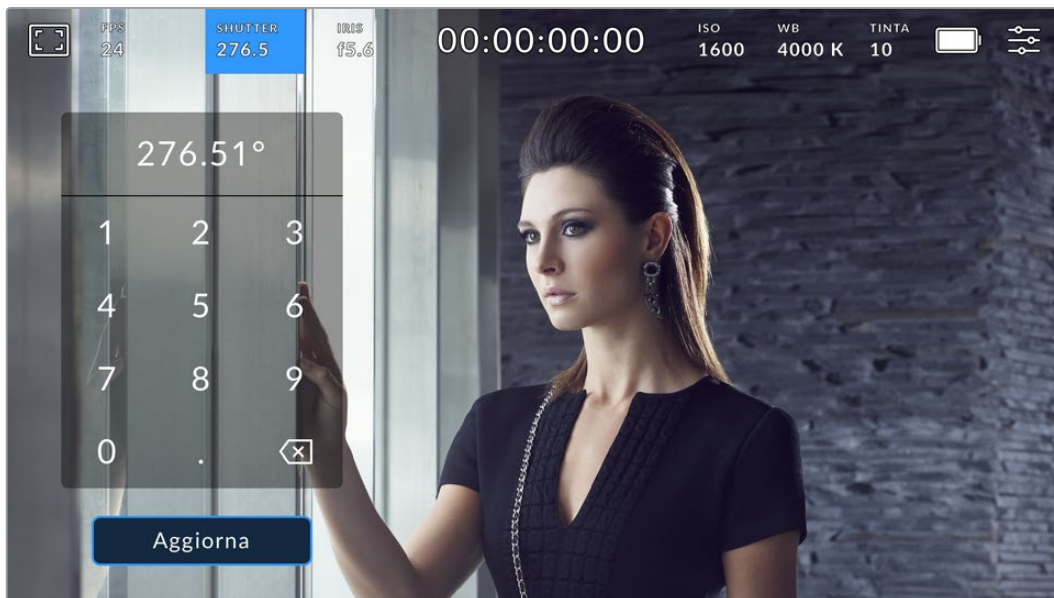 FPS SHUTTER IRIS 00:00:00:00 ISO WB TINTA
24 276.5 f5.6 1600 4000 K 10
276.51°
1 2 3
4 5 6
7 8 9
0 .
Aggiorna